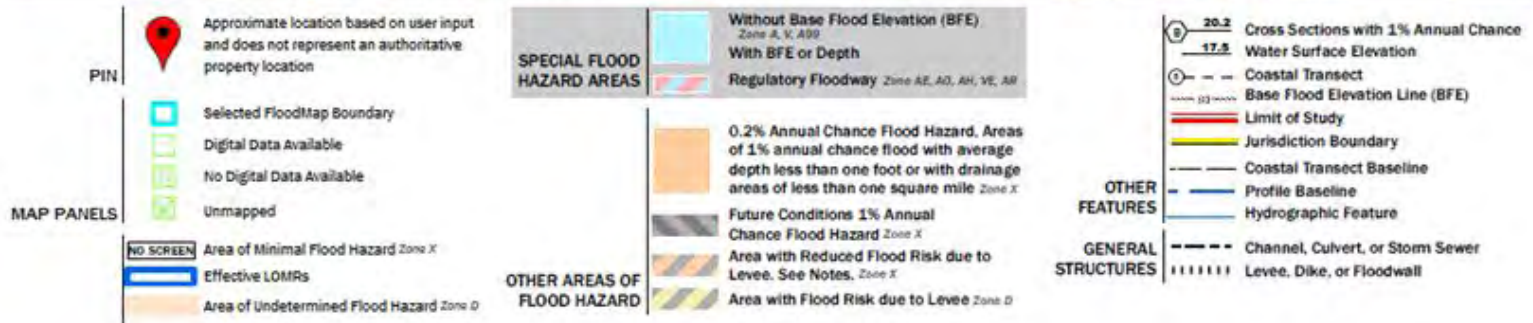 PIN
Approximate location based on user input
and does not represent an authoritative
property location
MAP PANELS
Selected FloodMap Boundary
Digital Data Available
No Digital Data Available
Unmapped
NO SCREEN Area of Minimal Flood Hazard Zone X
Effective LOMRs
Area of Undetermined Flood Hazard Zone D
SPECIAL FLOOD
HAZARD AREAS
Without Base Flood Elevation (BFE)
Zone A, V, A99
With BFE or Depth
Regulatory Floodway Zone AE, AO, AH, VE, AR
OTHER AREAS OF
FLOOD HAZARD
0.2% Annual Chance Flood Hazard, Areas
of 1% annual chance flood with average
depth less than one foot or with drainage
areas of less than one square mile Zone X
Future Conditions 1% Annual
Chance Flood Hazard Zone X
Area with Reduced Flood Risk due to
Levee. See Notes. Zone X
Area with Flood Risk due to Levee Zone D
OTHER
FEATURES
20.2 Cross Sections with 1% Annual Chance
17.5 Water Surface Elevation
Coastal Transect
Base Flood Elevation Line (BFE)
Limit of Study
Jurisdiction Boundary
Coastal Transect Baseline
Profile Baseline
Hydrographic Feature
GENERAL
STRUCTURES
Channel, Culvert, or Storm Sewer
Levee, Dike, or Floodwall